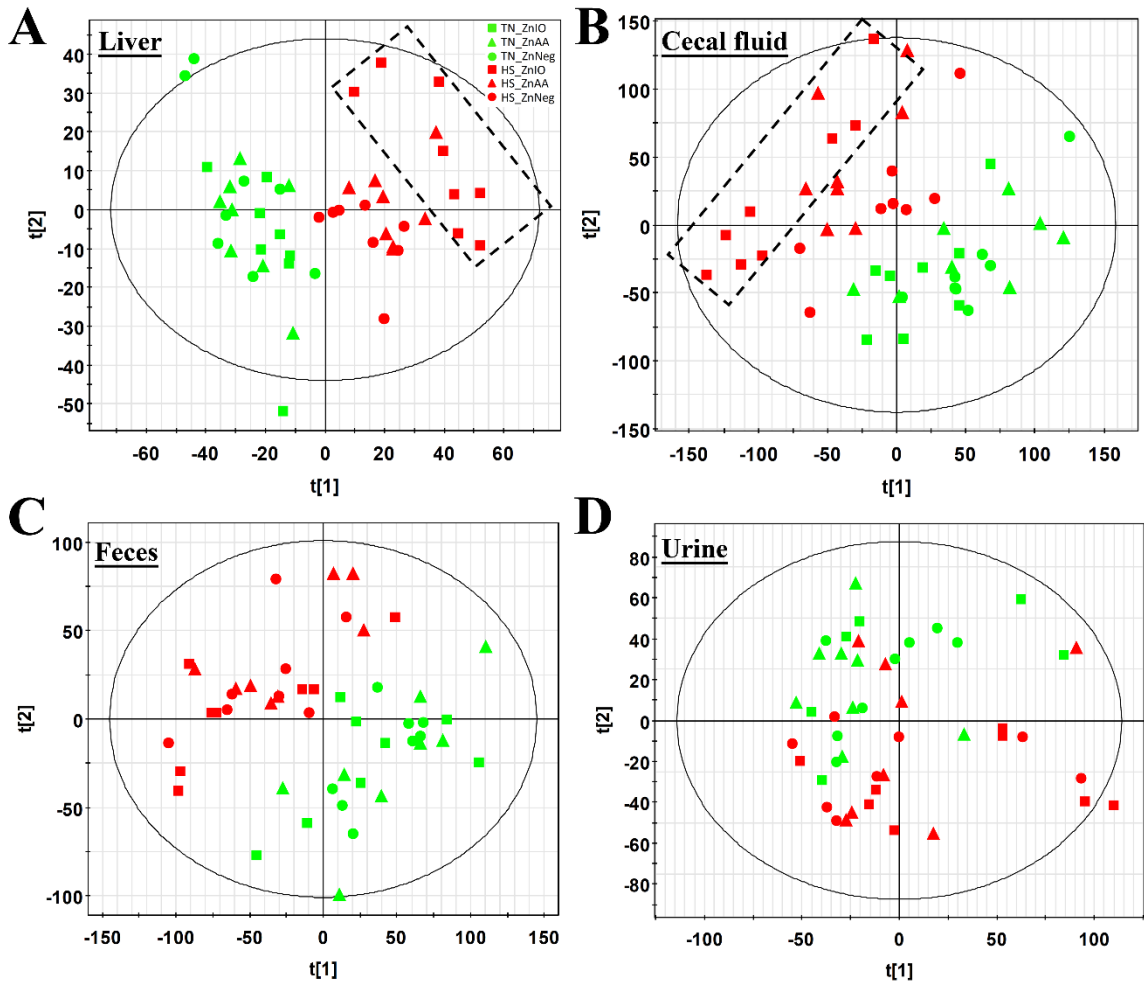 A
Liver
TN_ZnIO
TN_ZnAA
TN_ZnNeg
HS_ZnIO
HS_ZnAA
HS_ZnNeg
40
30
20
10
0
-10
-20
-30
-40
-50
t[2]
-60
-40
-20
0
20
40
60
t[1]
B
Cecal fluid
150
100
50
0
-50
-100
-150
t[2]
-150
-100
-50
0
50
100
150
t[1]
C
Feces
100
50
0
-50
-100
t[2]
-150
-100
-50
0
50
100
150
t[1]
D
Urine
80
60
40
20
0
-20
-40
-60
-80
t[2]
-100
-50
0
50
100
t[1]